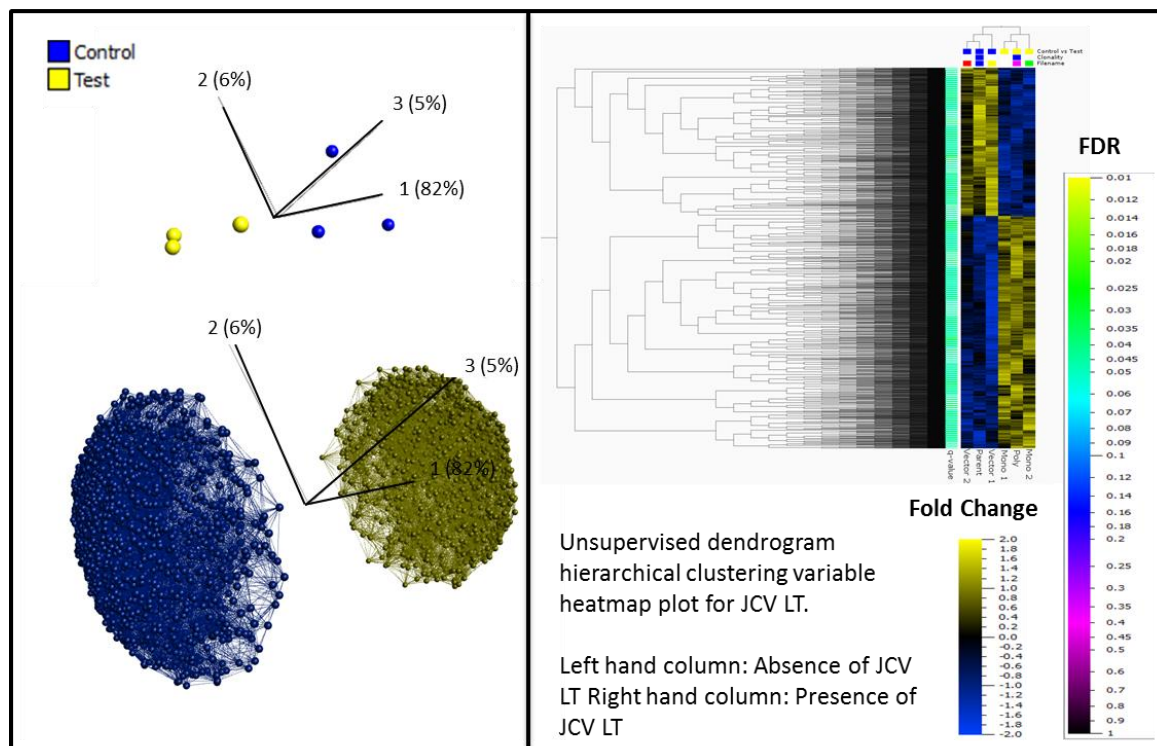 Control
Test
2 (6%)
3 (5%)
1 (82%)
2 (6%)
3 (5%)
1 (82%)
Control vs Test
Clonality
Filename
q-value
Vector 2
Parent
Vector 1
Mono 1
Poly
Mono 2
Unsupervised dendrogram
hierarchical clustering variable
heatmap plot for JCV LT.
Left hand column: Absence of JCV
LT Right hand column: Presence of
JCV LT
Fold Change
2.0
1.8
1.6
1.4
1.2
1.0
0.8
0.6
0.4
0.2
0.0
-0.2
-0.4
-0.6
-0.8
-1.0
-1.2
-1.4
-1.6
-1.8
-2.0
FDR
0.01
0.014
0.016
0.018
0.02
0.025
0.03
0.035
0.04
0.045
0.06
0.07
0.08
0.09
0.1
0.12
0.14
0.16
0.18
0.2
0.25
0.3
0.35
0.4
0.45
0.5
0.6
0.7
0.8
0.9
1